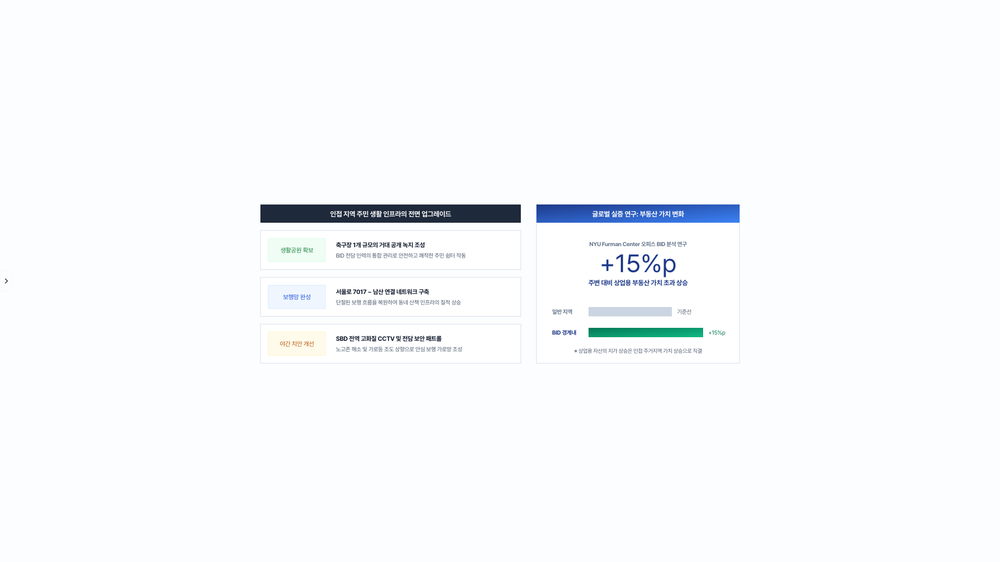 인접 지역 주민 생활 인프라의 전면 업그레이드
생활공원 확보
축구장 1개 규모의 거대 공개 녹지 조성
BID 전담 인력의 통합 관리로 안전하고 쾌적한 주민 쉼터 작동
보행망 완성
서울로 7017 ~ 남산 연결 네트워크 구축
단절된 보행 흐름을 복원하여 동네 산책 인프라의 질적 상승
야간 치안 개선
SBD 전역 고화질 CCTV 및 전담 보안 패트롤
노고존 해소 및 가로등 조도 상향으로 안심 보행 가로망 조성
글로벌 실증 연구: 부동산 가치 변화
NYU Furman Center 오피스 BID 분석 연구
+15%p
주변 대비 상업용 부동산 가치 초과 상승
일반 지역
기준선
BID 경계내
+15%p
※ 상업용 자산의 지가 상승은 인접 주거지역 가치 상승으로 직결